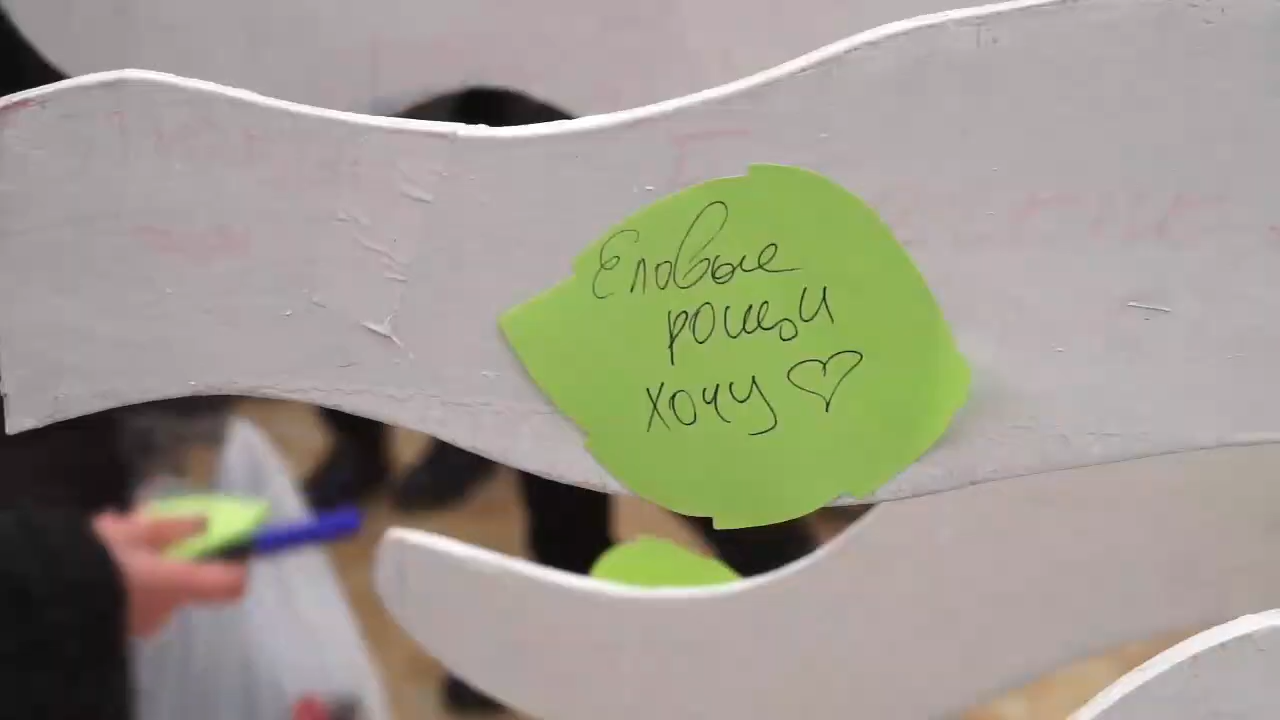 Еловые
рощи
хочу ♡